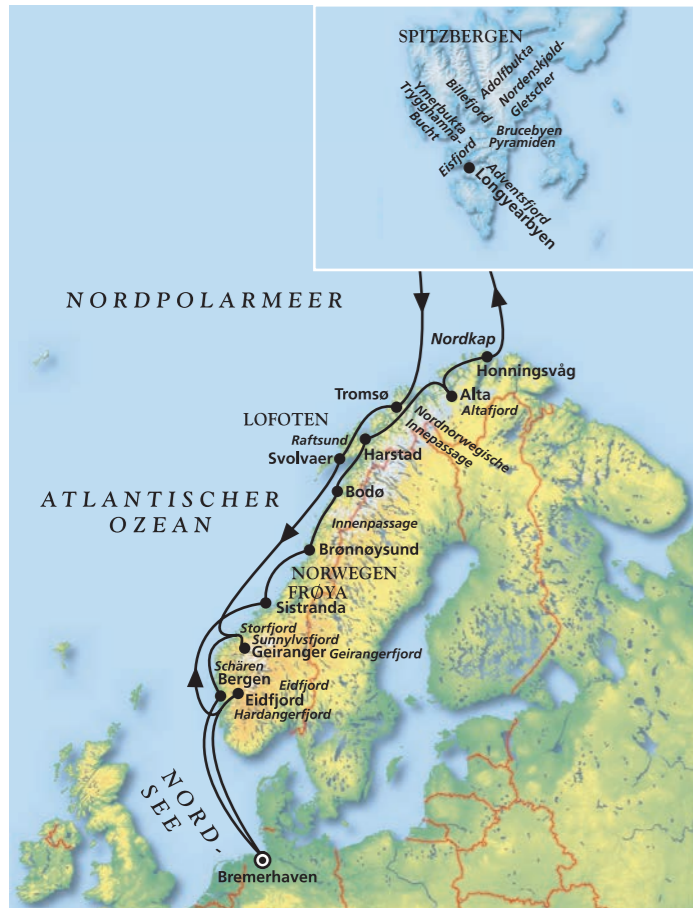 SPITZBERGEN
Adolfbukta
Nordenskjøld-
Gletscher
Billefjord
Ymerbukta
Trygghamna-
Bucht
Eisfjord
Brucebyen
Pyramiden
Adventsfjord
Longyearbyen
NORDPOLARMEER
Nordkap
Honningsvåg
Tromsø
Alta
Altafjord
LOFOTEN
Raftsund
Nordnorwegische
Innepassage
Harstad
Svolvaer
Bodø
ATLANTISCHER
OZEAN
Innenpassage
Brønnøysund
NORWEGEN
FRØYA
Sistranda
Storfjord
Sunnylvsfjord
Geiranger Geirangerfjord
Schären
Bergen
Eidfjord
Eidfjord
Hardangerfjord
NORD-
SEE
Bremerhaven